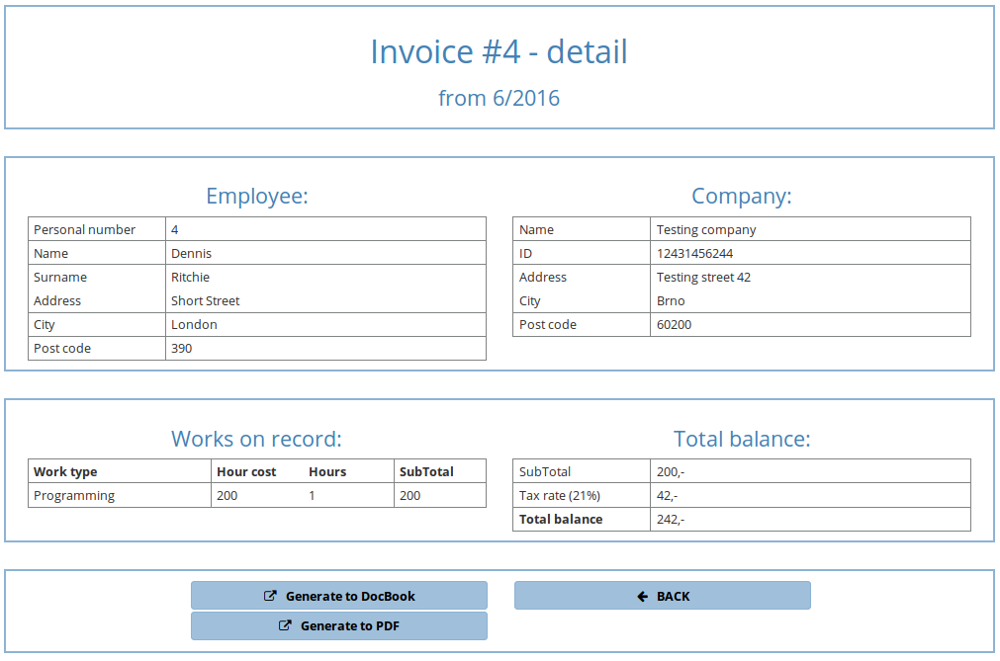 Invoice #4 - detail
from 6/2016
Employee:
Personal number 4
Name Dennis
Surname Ritchie
Address Short Street
City London
Post code 390
Company:
Name Testing company
ID 12431456244
Address Testing street 42
City Brno
Post code 60200
Works on record:
Work type Hour cost Hours SubTotal
Programming 200 1 200
Total balance:
SubTotal 200,-
Tax rate (21%) 42,-
Total balance 242,-
Generate to DocBook
Generate to PDF
BACK